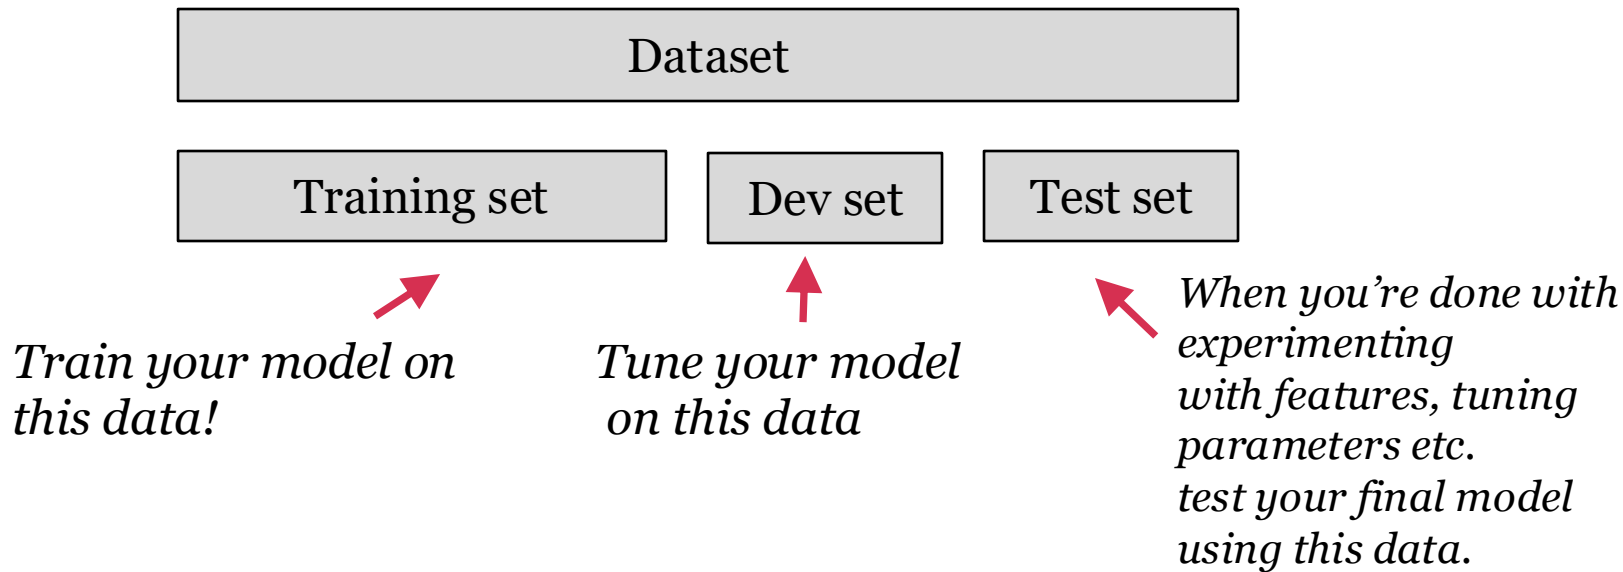 Dataset
Training set
Dev set
Test set
Train your model on
this data!
Tune your model
on this data
When you’re done with
experimenting
with features, tuning
parameters etc.
test your final model
using this data.